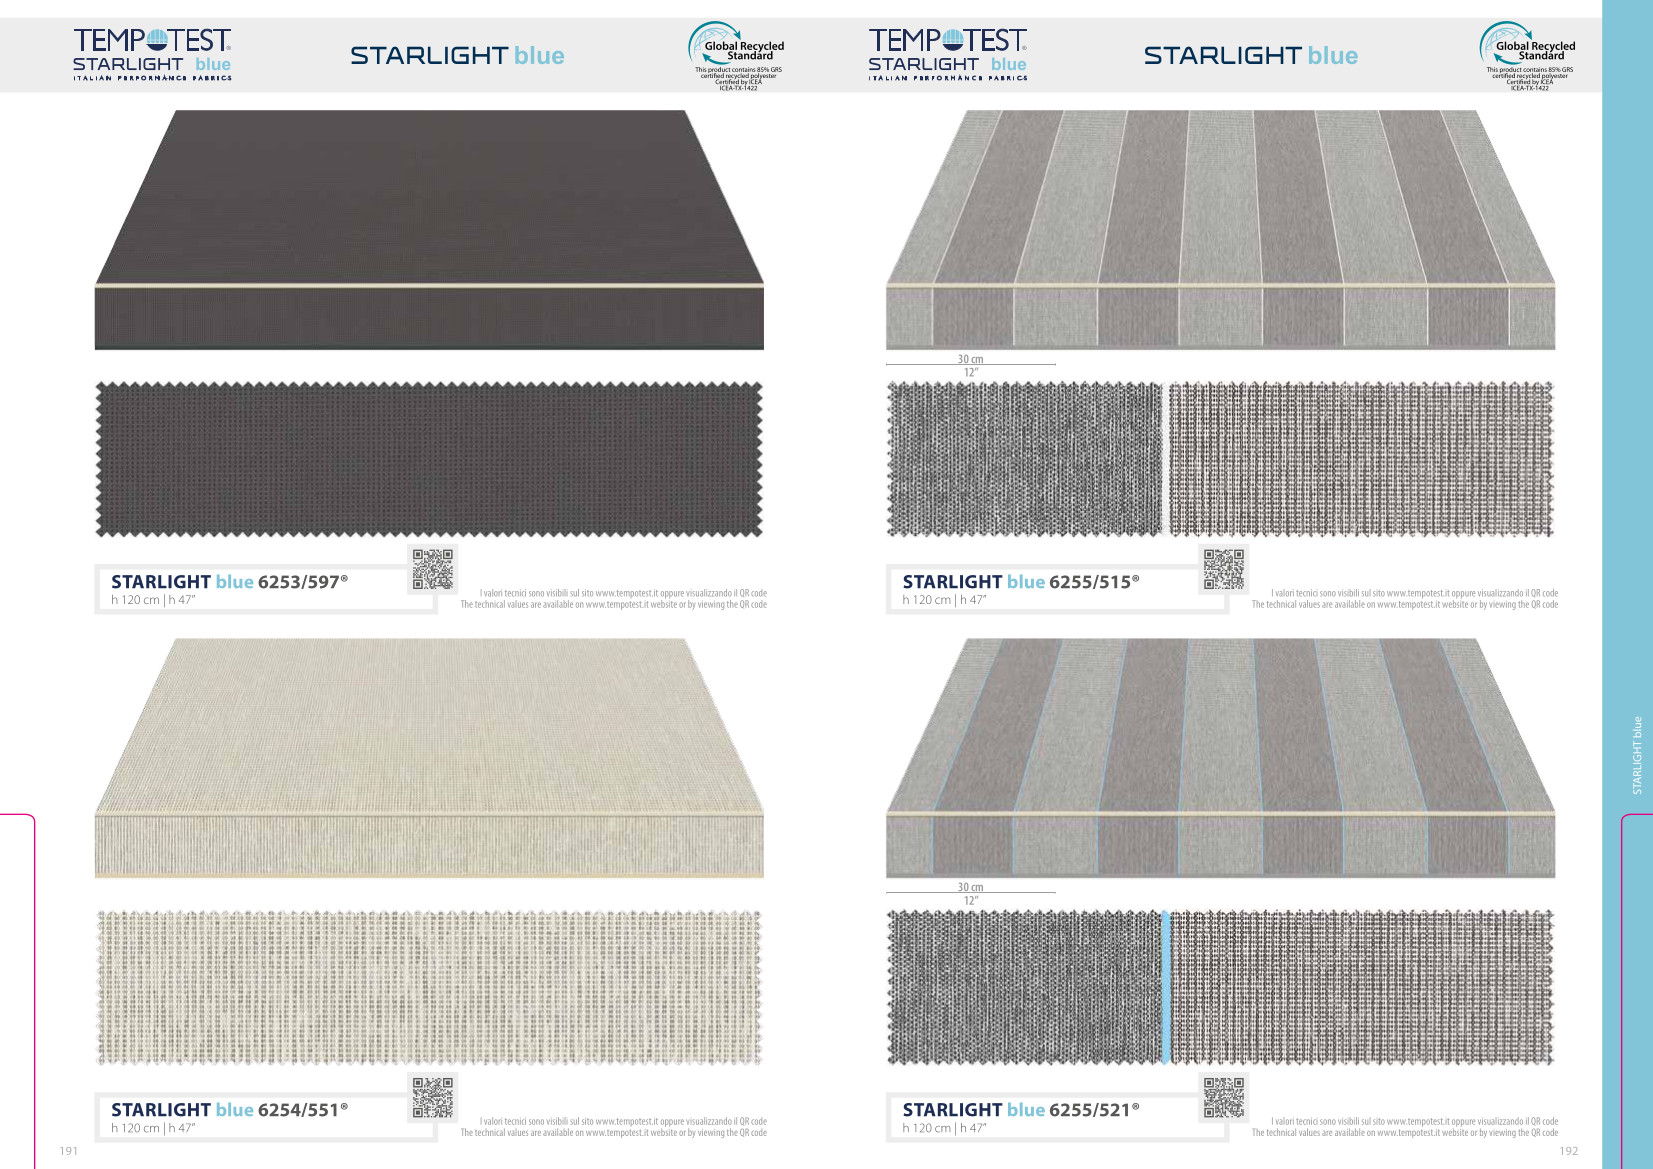 TEMPOTEST®
STARLIGHT blue
ITALIAN PERFORMANCE FABRICS
STARLIGHT blue
Global Recycled
Standard
This product contains 85% GRS
certified recycled polyester
Certified by ICEA
ICEA-TX-1422
STARLIGHT blue 6253/597®
h 120 cm | h 47”
I valori tecnici sono visibili sul sito www.tempotest.it oppure visualizzando il QR code
The technical values are available on www.tempotest.it website or by viewing the QR code
STARLIGHT blue 6254/551®
h 120 cm | h 47”
I valori tecnici sono visibili sul sito www.tempotest.it oppure visualizzando il QR code
The technical values are available on www.tempotest.it website or by viewing the QR code
191
TEMPOTEST®
STARLIGHT blue
ITALIAN PERFORMANCE FABRICS
STARLIGHT blue
Global Recycled
Standard
This product contains 85% GRS
certified recycled polyester
Certified by ICEA
ICEA-TX-1422
30 cm
12”
STARLIGHT blue 6255/515®
h 120 cm | h 47”
I valori tecnici sono visibili sul sito www.tempotest.it oppure visualizzando il QR code
The technical values are available on www.tempotest.it website or by viewing the QR code
30 cm
12”
STARLIGHT blue 6255/521®
h 120 cm | h 47”
I valori tecnici sono visibili sul sito www.tempotest.it oppure visualizzando il QR code
The technical values are available on www.tempotest.it website or by viewing the QR code
192
STARLIGHT blue